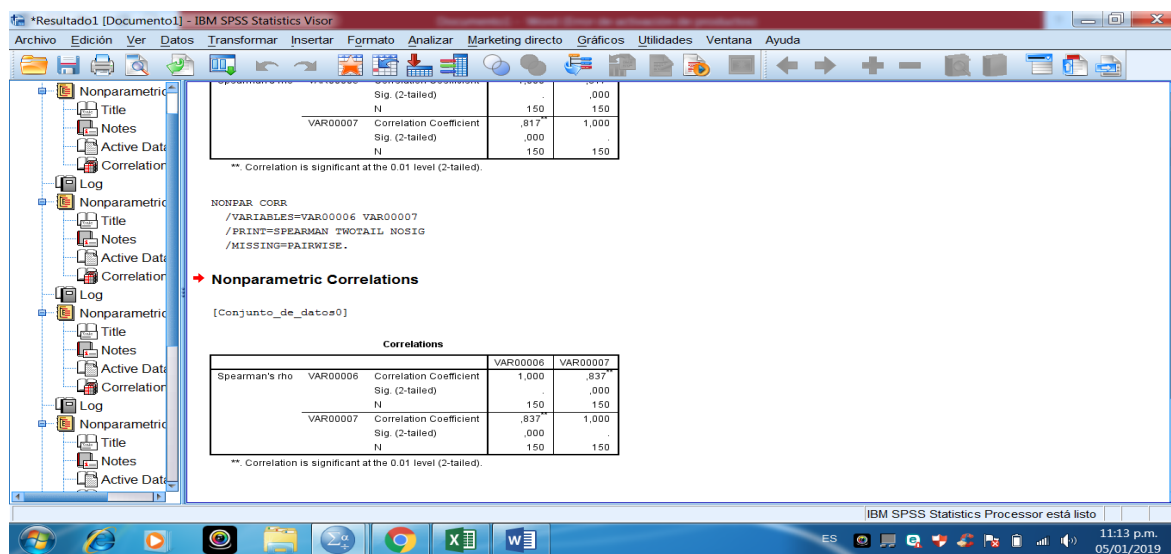 *Resultado1 [Documento1] - IBM SPSS Statistics Visor
Archivo Edición Ver Datos Transformar Insertar Formato Analizar Marketing directo Gráficos Utilidades Ventana Ayuda
Nonparametric
Title
Notes
Active Data
Correlation
Log
Nonparametric
Title
Notes
Active Data
Correlation
Log
Nonparametric
Title
Notes
Active Data
Correlation
Log
Nonparametric
Title
Notes
Active Data
Sig. (2-tailed) . ,000
N 150 150
VAR00007 Correlation Coefficient ,817** 1,000
Sig. (2-tailed) ,000 .
N 150 150
**. Correlation is significant at the 0.01 level (2-tailed).
NONPAR CORR
/VARIABLES=VAR00006 VAR00007
/PRINT=SPEARMAN TWOTAIL NOSIG
/MISSING=PAIRWISE.
Nonparametric Correlations
[Conjunto_de_datos0]
Correlations
VAR00006 VAR00007
Spearman's rho VAR00006 Correlation Coefficient 1,000 ,837**
Sig. (2-tailed) . ,000
N 150 150
VAR00007 Correlation Coefficient ,837** 1,000
Sig. (2-tailed) ,000 .
N 150 150
**. Correlation is significant at the 0.01 level (2-tailed).
IBM SPSS Statistics Processor está listo
ES
11:13 p.m.
05/01/2019